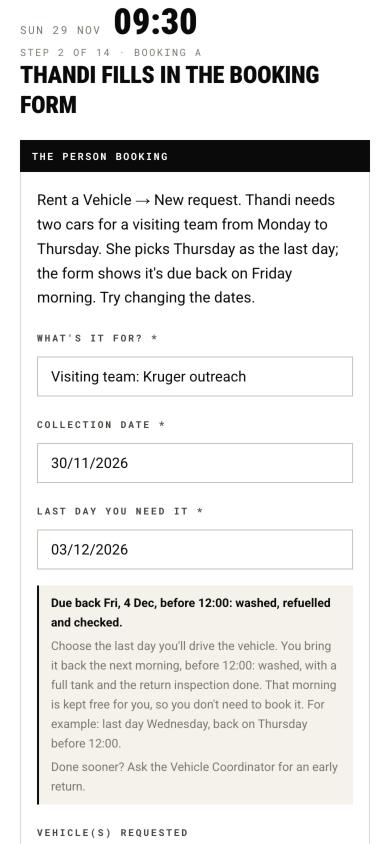 SUN 29 NOV 09:30
STEP 2 OF 14 · BOOKING A
THANDI FILLS IN THE BOOKING
FORM
THE PERSON BOOKING
Rent a Vehicle → New request. Thandi needs
two cars for a visiting team from Monday to
Thursday. She picks Thursday as the last day;
the form shows it's due back on Friday
morning. Try changing the dates.
WHAT'S IT FOR? *
Visiting team: Kruger outreach
COLLECTION DATE *
30/11/2026
LAST DAY YOU NEED IT *
03/12/2026
Due back Fri, 4 Dec, before 12:00: washed, refuelled
and checked.
Choose the last day you'll drive the vehicle. You bring
it back the next morning, before 12:00: washed, with a
full tank and the return inspection done. That morning
is kept free for you, so you don't need to book it. For
example: last day Wednesday, back on Thursday
before 12:00.
Done sooner? Ask the Vehicle Coordinator for an early
return.
VEHICLE(S) REQUESTED